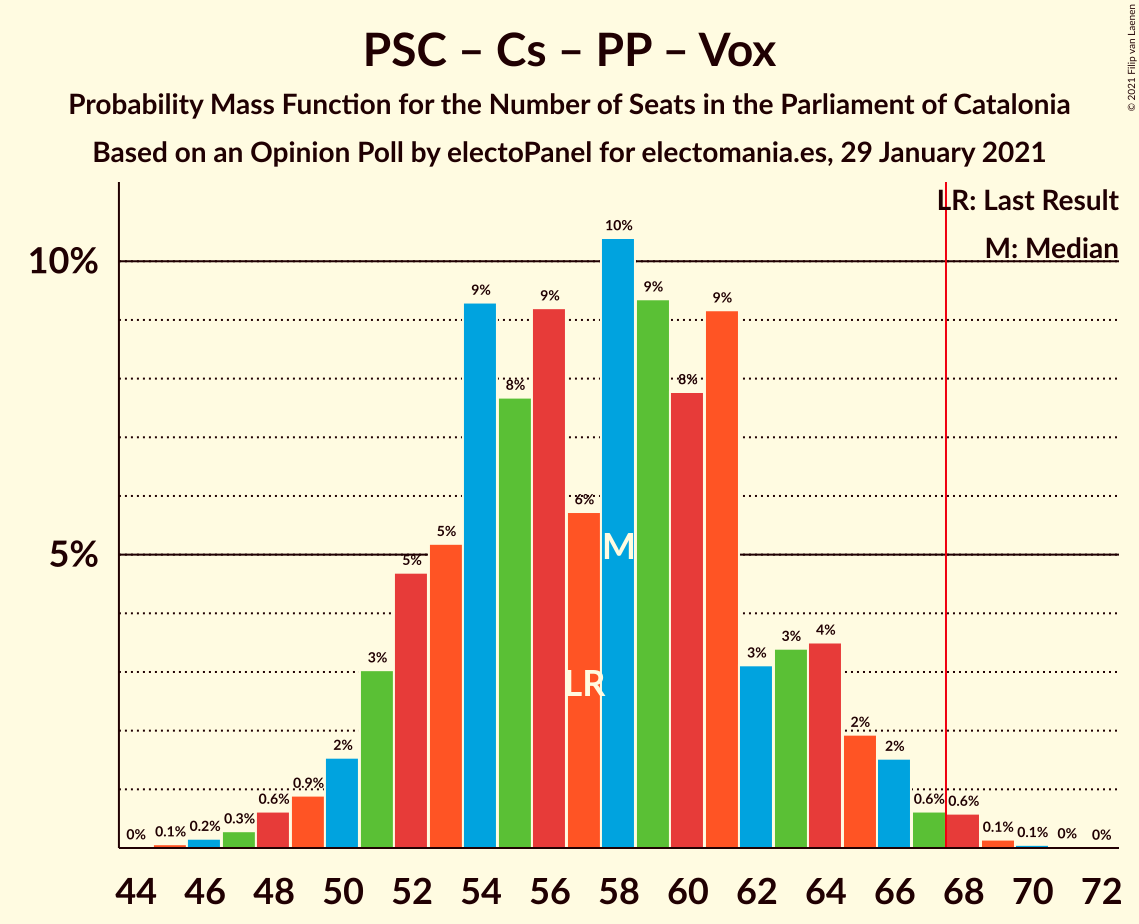 PSC – Cs – PP – Vox
Probability Mass Function for the Number of Seats in the Parliament of Catalonia
Based on an Opinion Poll by electoPanel for electomania.es, 29 January 2021
© 2021 Filip van Laenen
LR: Last Result
M: Median
10%
5%
0% 0.1% 0.2% 0.3% 0.6% 0.9% 2% 3% 5% 5% 9% 8% 9% 6% 10% 9% 8% 9% 3% 3% 4% 2% 2% 0.6% 0.6% 0.1% 0.1% 0% 0%
M
LR
44 46 48 50 52 54 56 58 60 62 64 66 68 70 72